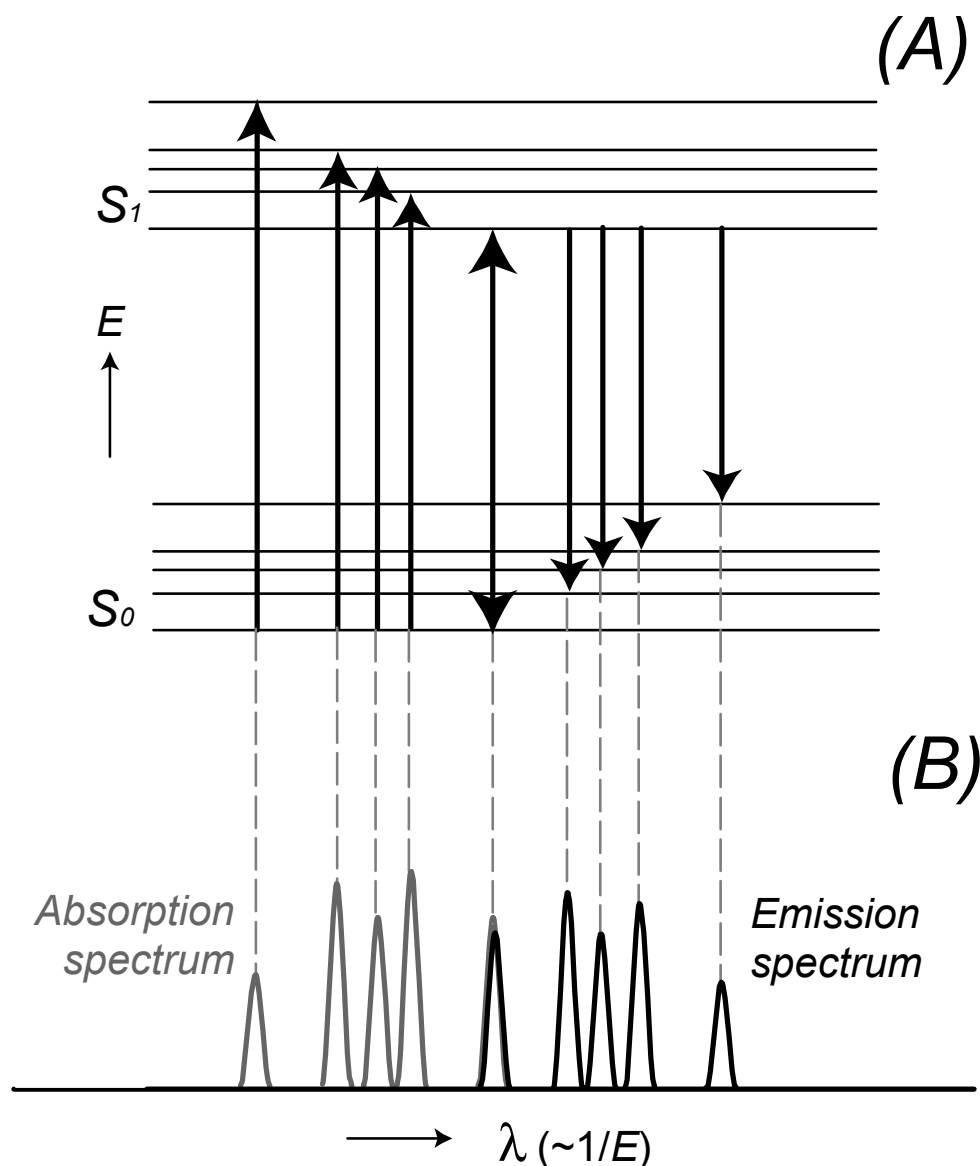 (A)
S₁
E
S₀
(B)
Absorption
spectrum
Emission
spectrum
λ (~1/E)